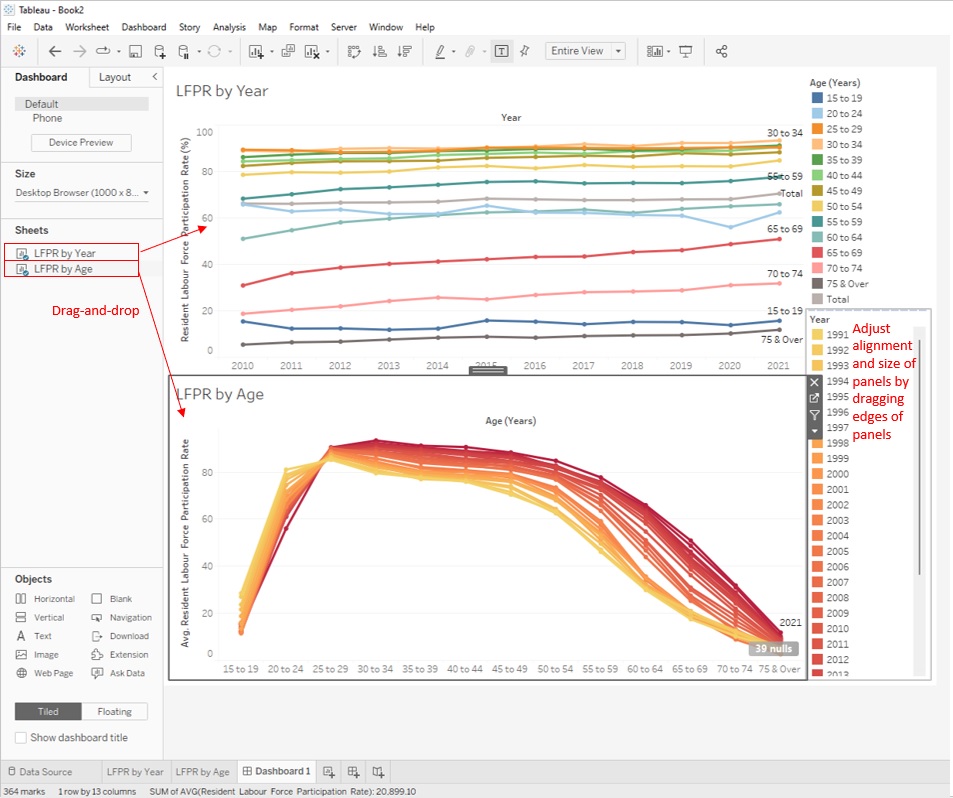 Tableau - Book2
File Data Worksheet Dashboard Story Analysis Map Format Server Window Help
Entire View
Dashboard Layout
Default
Phone
Device Preview
Size
Desktop Browser (1000 x 8...
Sheets
LFPR by Year
LFPR by Age
Drag-and-drop
Objects
Horizontal Blank
Vertical Navigation
Text Download
Image Extension
Web Page Ask Data
Tiled Floating
Show dashboard title
LFPR by Year
Year
Resident Labour Force Participation Rate (%)
100
80
60
40
20
0
30 to 34
55 to 59
Total
65 to 69
70 to 74
15 to 19
75 & Over
2010 2011 2012 2013 2014 2015 2016 2017 2018 2019 2020 2021
Age (Years)
15 to 19
20 to 24
25 to 29
30 to 34
35 to 39
40 to 44
45 to 49
50 to 54
55 to 59
60 to 64
65 to 69
70 to 74
75 & Over
Total
LFPR by Age
Age (Years)
Avg. Resident Labour Force Participation Rate
80
60
40
20
0
2021
39 nulls
15 to 19 20 to 24 25 to 29 30 to 34 35 to 39 40 to 44 45 to 49 50 to 54 55 to 59 60 to 64 65 to 69 70 to 74 75 & Over
Year
1991
1992
1993
1994
1995
1996
1997
1998
1999
2000
2001
2002
2003
2004
2005
2006
2007
2008
2009
2010
2011
2012
2013
Adjust
alignment
and size of
panels by
dragging
edges of
panels
Data Source LFPR by Year LFPR by Age Dashboard 1
364 marks 1 row by 13 columns SUM of AVG(Resident Labour Force Participation Rate): 20,899.10